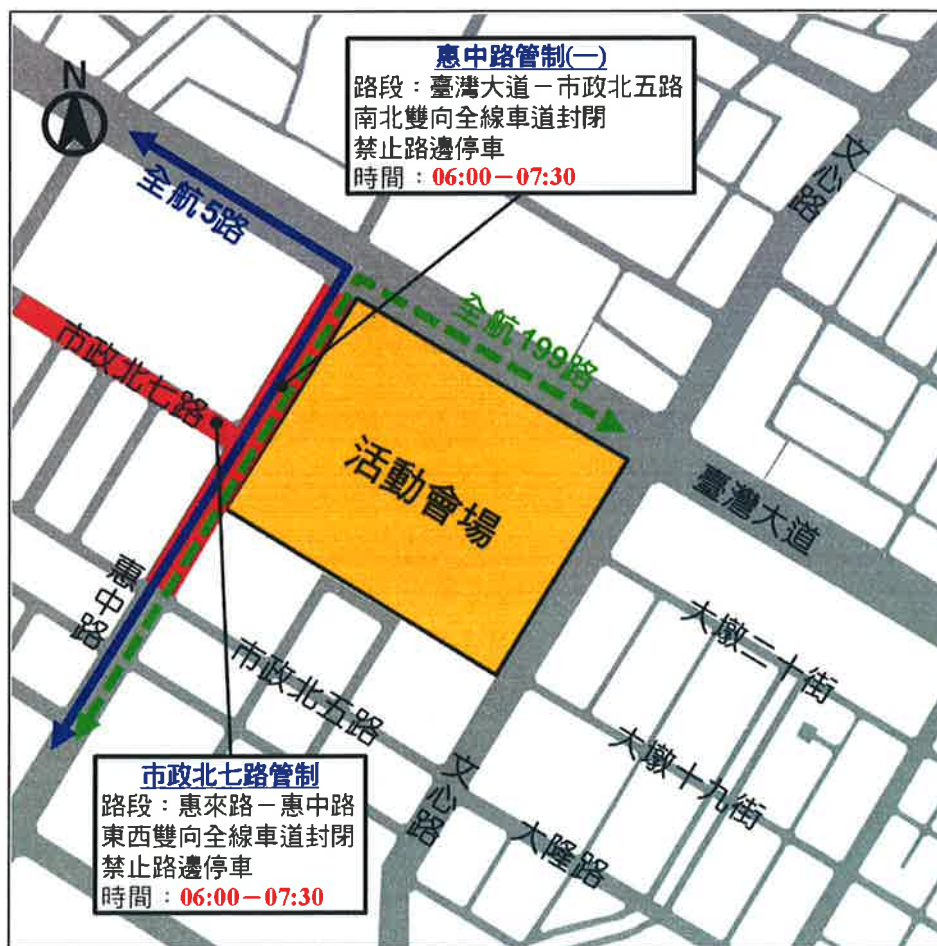 惠中路管制(一)
路段：臺灣大道－市政北五路
南北雙向全線車道封閉
禁止路邊停車
時間：06:00－07:30
N
文心路
全航5路
全航199路
市政北七路
活動會場
臺灣大道
惠中路
大墩二十街
市政北五路
大墩十九街
文心路
大隆路
市政北七路管制
路段：惠來路－惠中路
東西雙向全線車道封閉
禁止路邊停車
時間：06:00－07:30